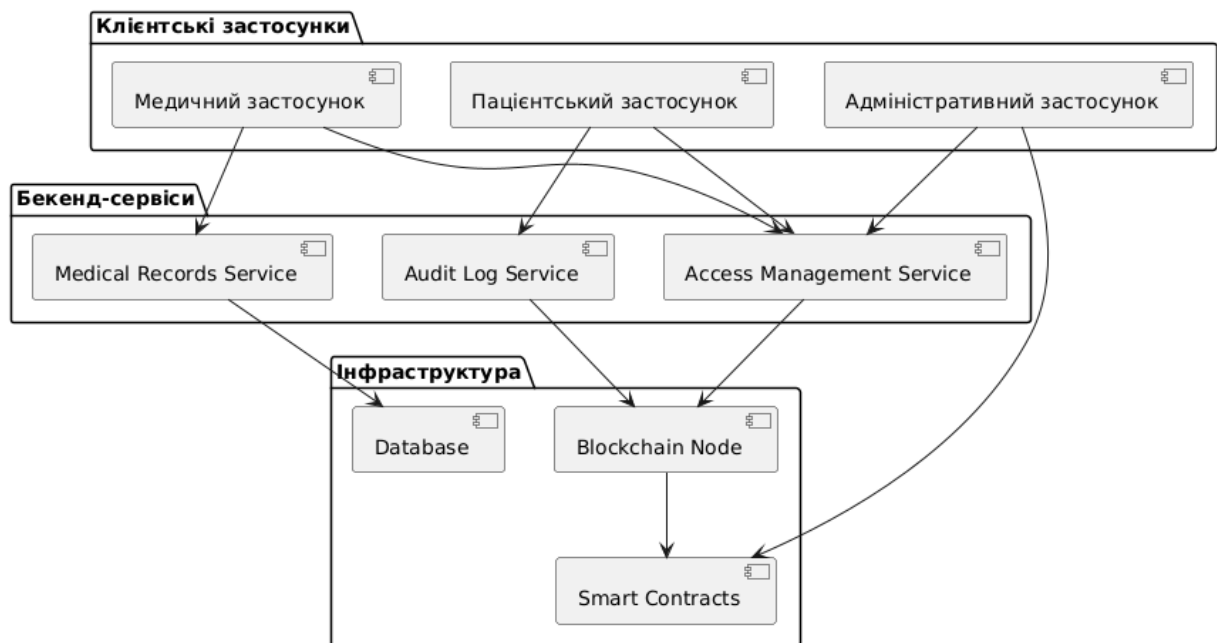 Клієнтські застосунки
Медичний застосунок
Пацієнтський застосунок
Адміністративний застосунок
Бекенд-сервіси
Medical Records Service
Audit Log Service
Access Management Service
Інфраструктура
Database
Blockchain Node
Smart Contracts